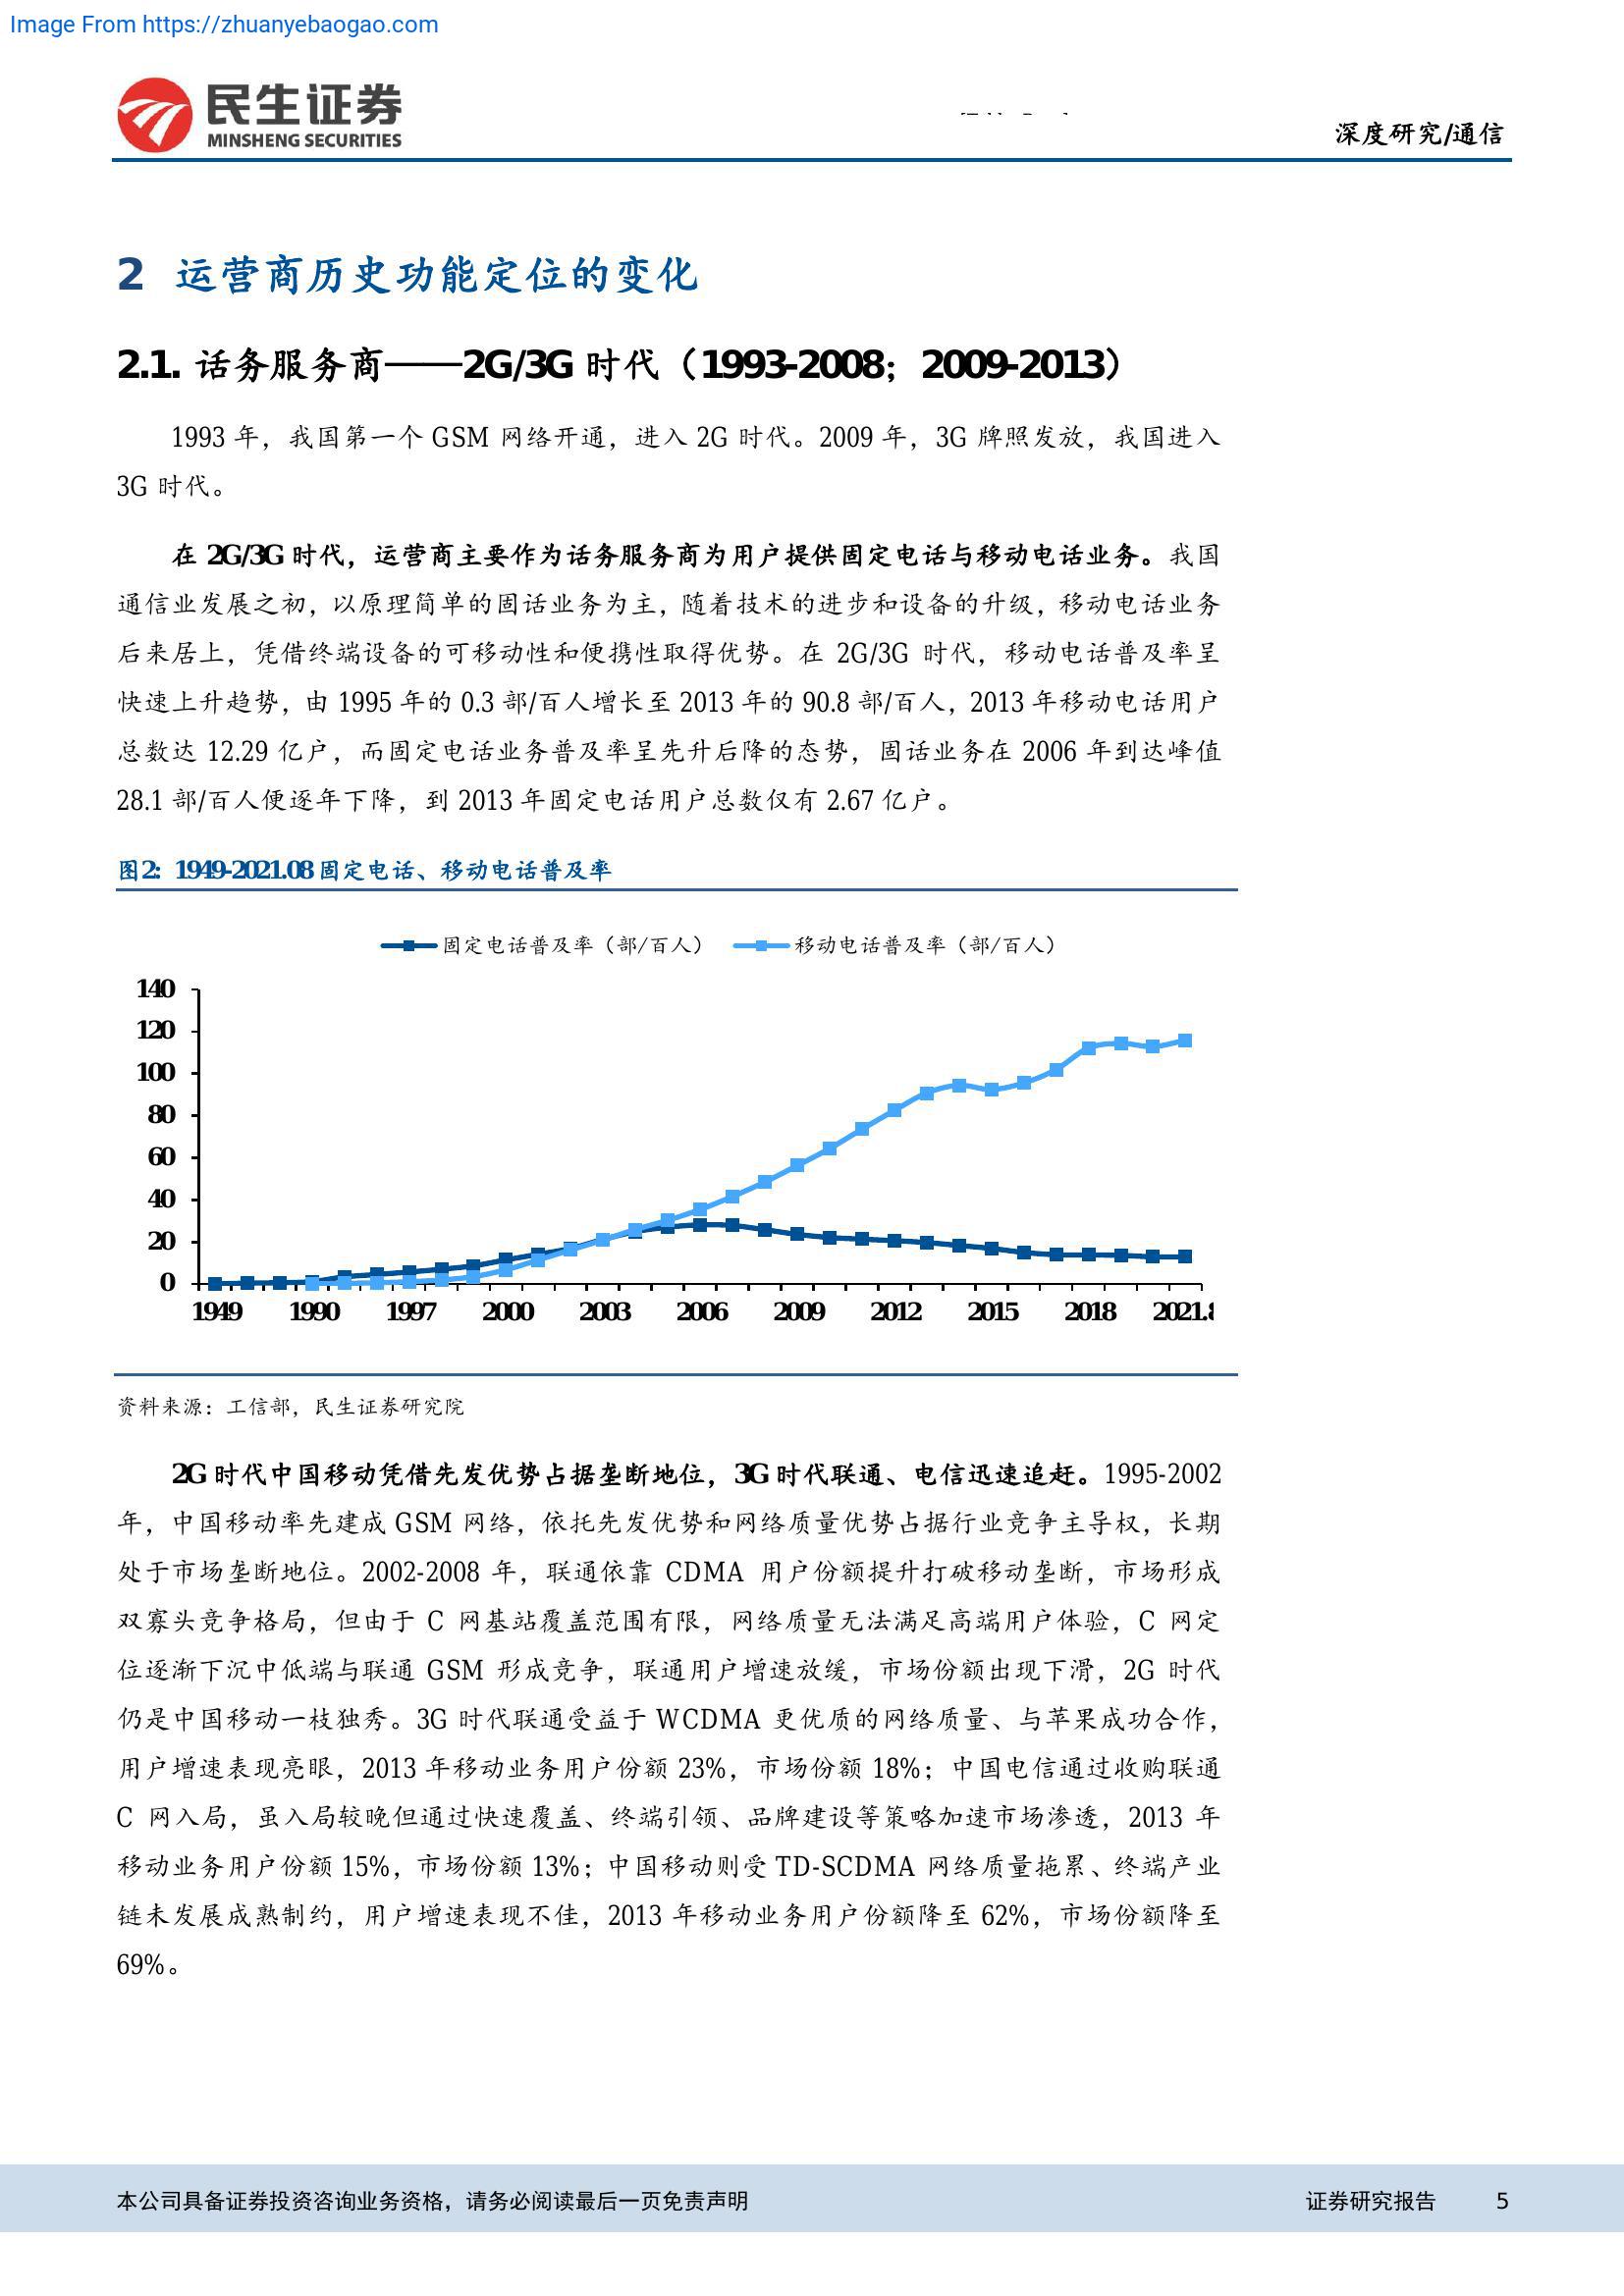 Image From https://zhuanyebaogao.com
民生证券
MINSHENG SECURITIES
深度研究/通信
2 运营商历史功能定位的变化
2.1. 话务服务商——2G/3G 时代（1993-2008；2009-2013）
1993 年，我国第一个 GSM 网络开通，进入 2G 时代。2009 年，3G 牌照发放，我国进入
3G 时代。
在 2G/3G 时代，运营商主要作为话务服务商为用户提供固定电话与移动电话业务。我国
通信业发展之初，以原理简单的固话业务为主，随着技术的进步和设备的升级，移动电话业务
后来居上，凭借终端设备的可移动性和便携性取得优势。在 2G/3G 时代，移动电话普及率呈
快速上升趋势，由 1995 年的 0.3 部/百人增长至 2013 年的 90.8 部/百人，2013 年移动电话用户
总数达 12.29 亿户，而固定电话业务普及率呈先升后降的态势，固话业务在 2006 年到达峰值
28.1 部/百人便逐年下降，到 2013 年固定电话用户总数仅有 2.67 亿户。
图2：1949-2021.08 固定电话、移动电话普及率
固定电话普及率（部/百人） 移动电话普及率（部/百人）
140
120
100
80
60
40
20
0
1949 1990 1997 2000 2003 2006 2009 2012 2015 2018 2021.8
资料来源：工信部，民生证券研究院
2G 时代中国移动凭借先发优势占据垄断地位，3G 时代联通、电信迅速追赶。1995-2002
年，中国移动率先建成 GSM 网络，依托先发优势和网络质量优势占据行业竞争主导权，长期
处于市场垄断地位。2002-2008 年，联通依靠 CDMA 用户份额提升打破移动垄断，市场形成
双寡头竞争格局，但由于 C 网基站覆盖范围有限，网络质量无法满足高端用户体验，C 网定
位逐渐下沉中低端与联通 GSM 形成竞争，联通用户增速放缓，市场份额出现下滑，2G 时代
仍是中国移动一枝独秀。3G 时代联通受益于 WCDMA 更优质的网络质量、与苹果成功合作，
用户增速表现亮眼，2013 年移动业务用户份额 23%，市场份额 18%；中国电信通过收购联通
C 网入局，虽入局较晚但通过快速覆盖、终端引领、品牌建设等策略加速市场渗透，2013 年
移动业务用户份额 15%，市场份额 13%；中国移动则受 TD-SCDMA 网络质量拖累、终端产业
链未发展成熟制约，用户增速表现不佳，2013 年移动业务用户份额降至 62%，市场份额降至
69%。
本公司具备证券投资咨询业务资格，请务必阅读最后一页免责声明 证券研究报告 5